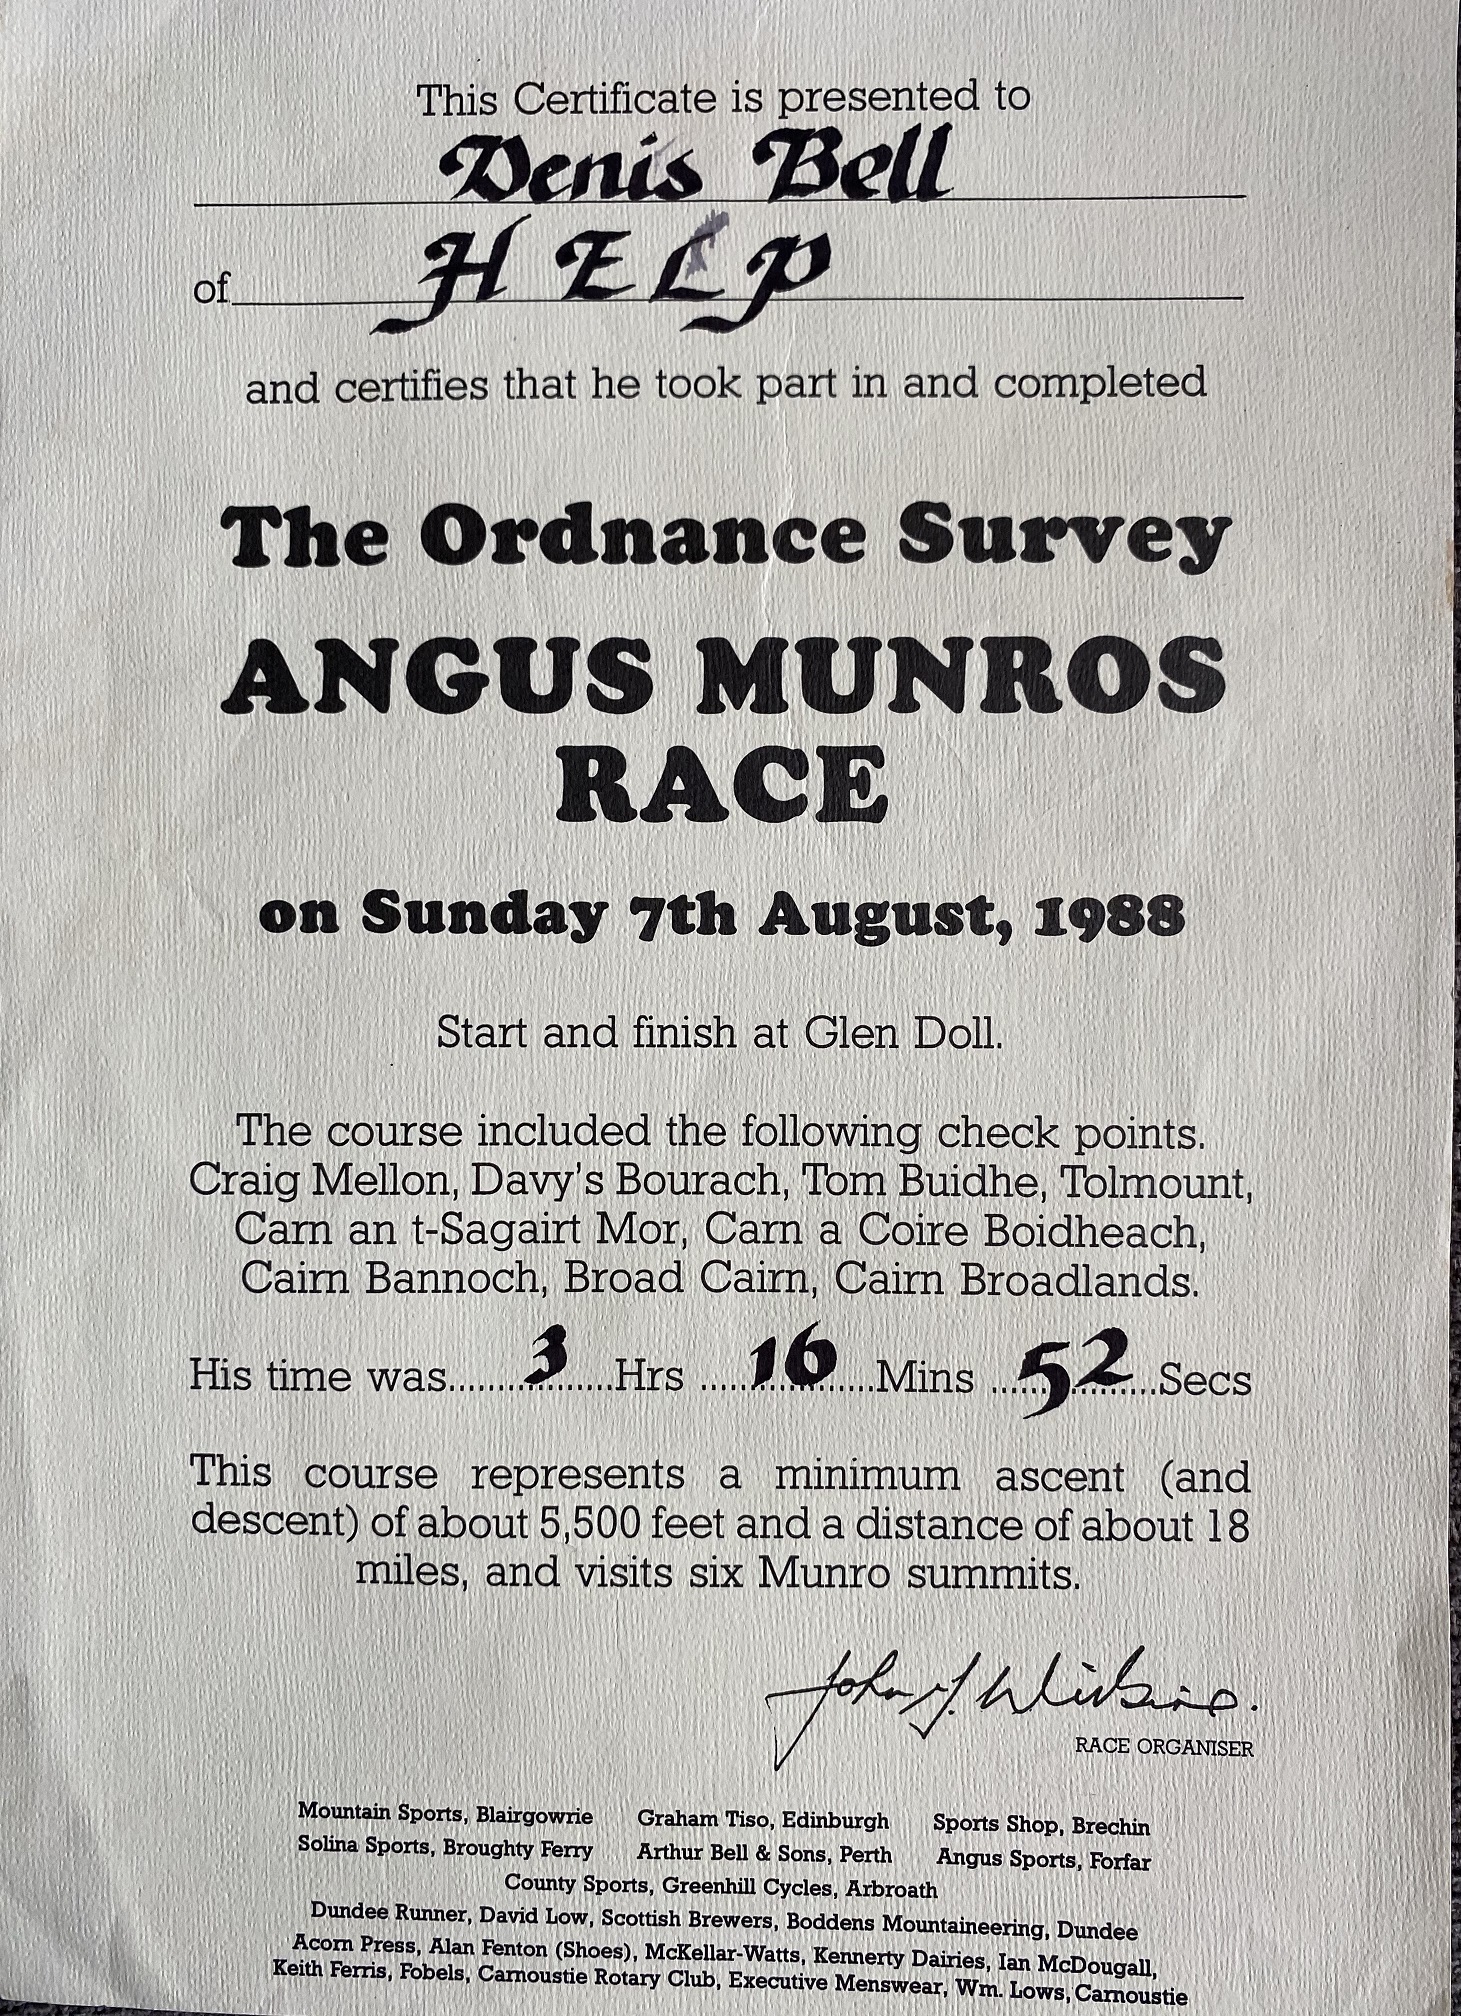 This Certificate is presented to
Denis Bell
of HELP
and certifies that he took part in and completed
The Ordnance Survey
ANGUS MUNROS
RACE
on Sunday 7th August, 1988
Start and finish at Glen Doll.
The course included the following check points.
Craig Mellon, Davy's Bourach, Tom Buidhe, Tolmount,
Carn an t-Sagairt Mor, Carn a Coire Boidheach,
Cairn Bannoch, Broad Cairn, Cairn Broadlands.
His time was..........3....Hrs ......16....Mins ......52......Secs
This course represents a minimum ascent (and
descent) of about 5,500 feet and a distance of about 18
miles, and visits six Munro summits.
RACE ORGANISER
Mountain Sports, Blairgowrie Graham Tiso, Edinburgh Sports Shop, Brechin
Solina Sports, Broughty Ferry Arthur Bell & Sons, Perth Angus Sports, Forfar
County Sports, Greenhill Cycles, Arbroath
Dundee Runner, David Low, Scottish Brewers, Boddens Mountaineering, Dundee
Acorn Press, Alan Fenton (Shoes), McKellar-Watts, Kennerty Dairies, Ian McDougall,
Keith Ferris, Fobels, Carnoustie Rotary Club, Executive Menswear, Wm. Lows, Carnoustie